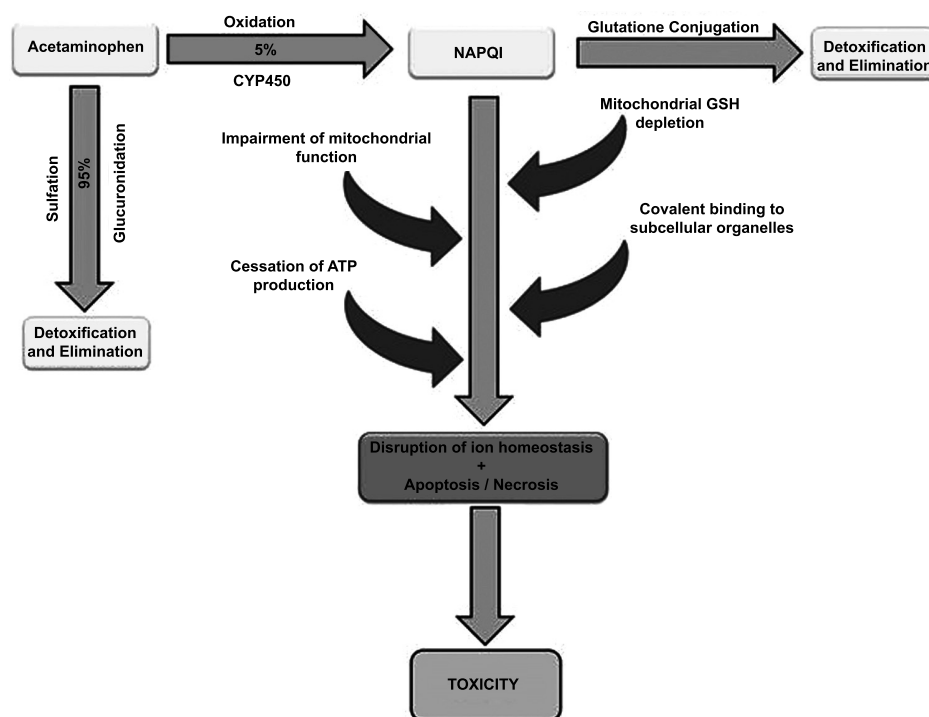 Oxidation
Acetaminophen
5%
CYP450
NAPQI
Glutatione Conjugation
Detoxification
and Elimination
Sulfation
95%
Glucuronidation
Detoxification
and Elimination
Impairment of mitochondrial
function
Mitochondrial GSH
depletion
Cessation of ATP
production
Covalent binding to
subcellular organelles
Disruption of ion homeostasis
+
Apoptosis / Necrosis
TOXICITY